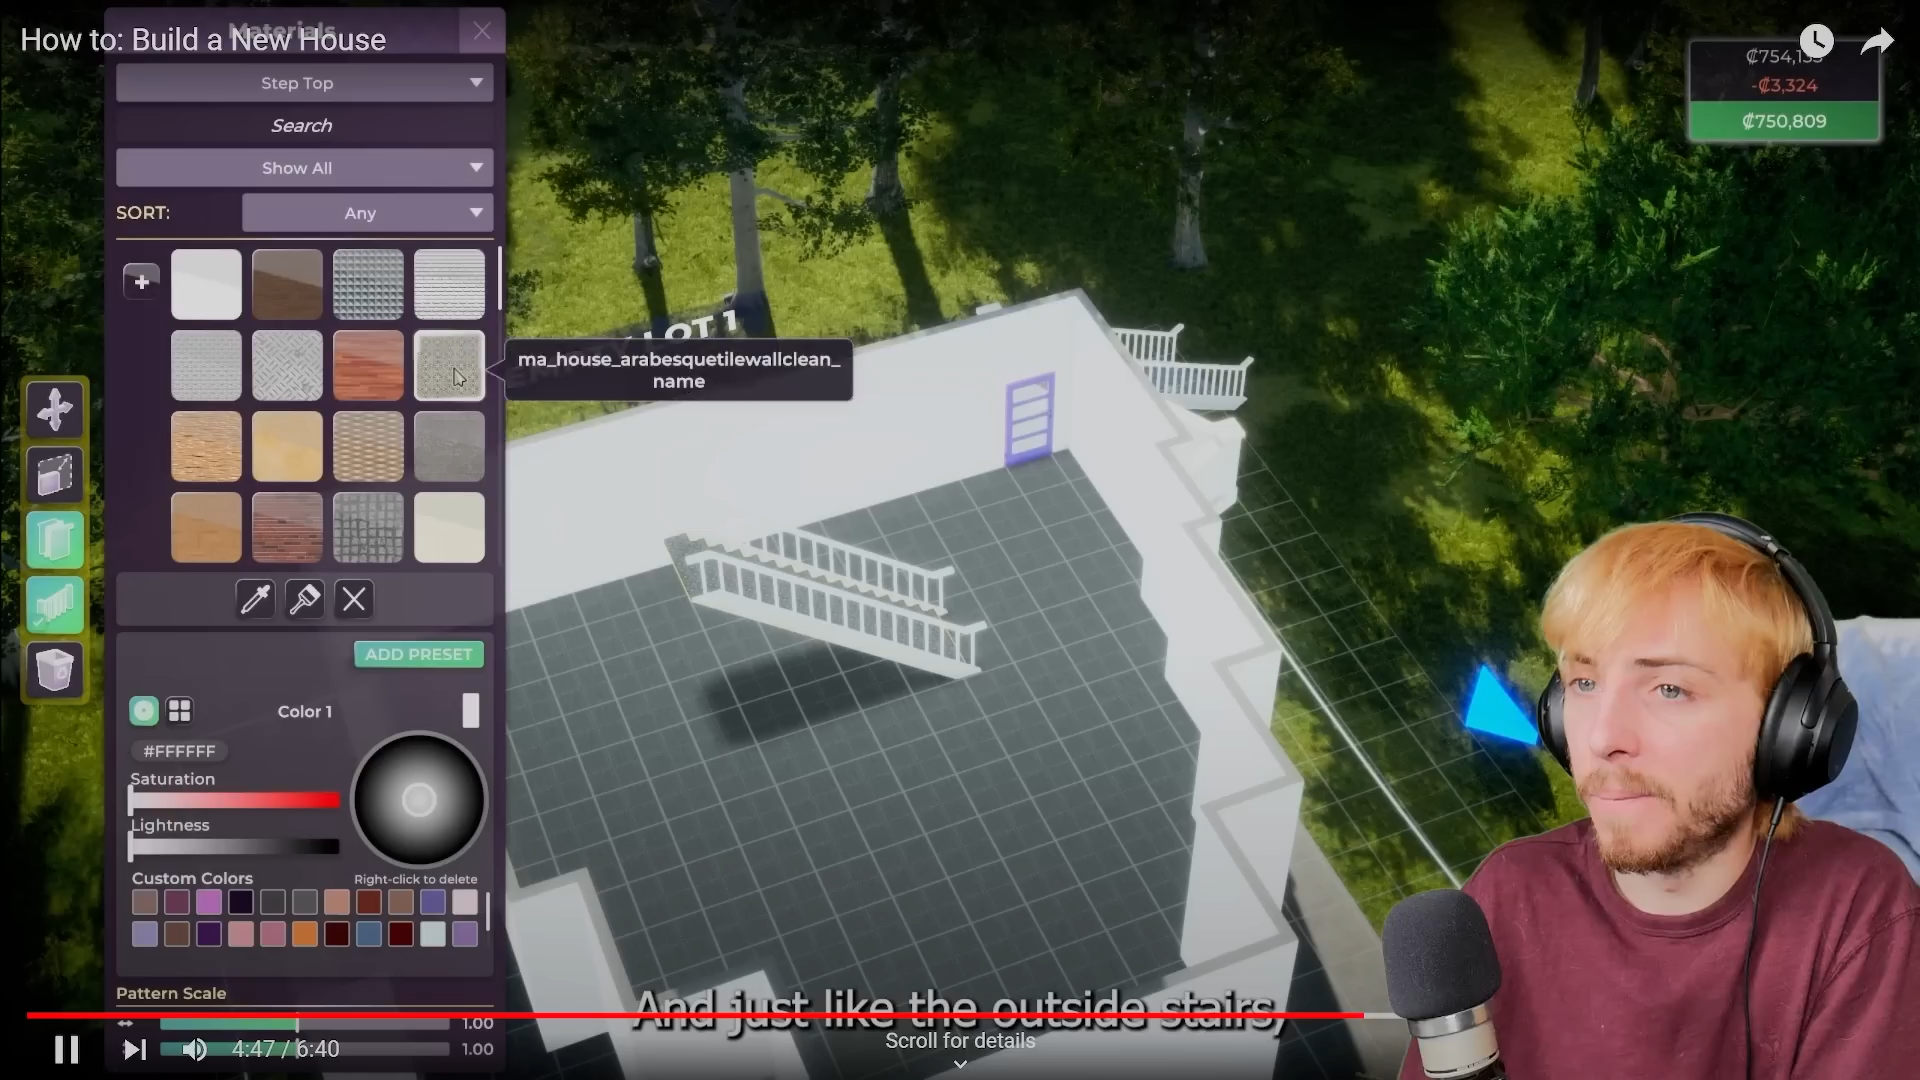 How to: Build a New House
Materials
Step Top
Search
Show All
SORT:
Any
ma_house_arabesquetilewallclean_
name
LOT 1
-₡3,324
₡750,809
ADD PRESET
Color 1
#FFFFFF
Saturation
Lightness
Custom Colors
Right-click to delete
Pattern Scale
1.00
1.00
And just like the outside stairs,
Scroll for details
4:47 / 6:40